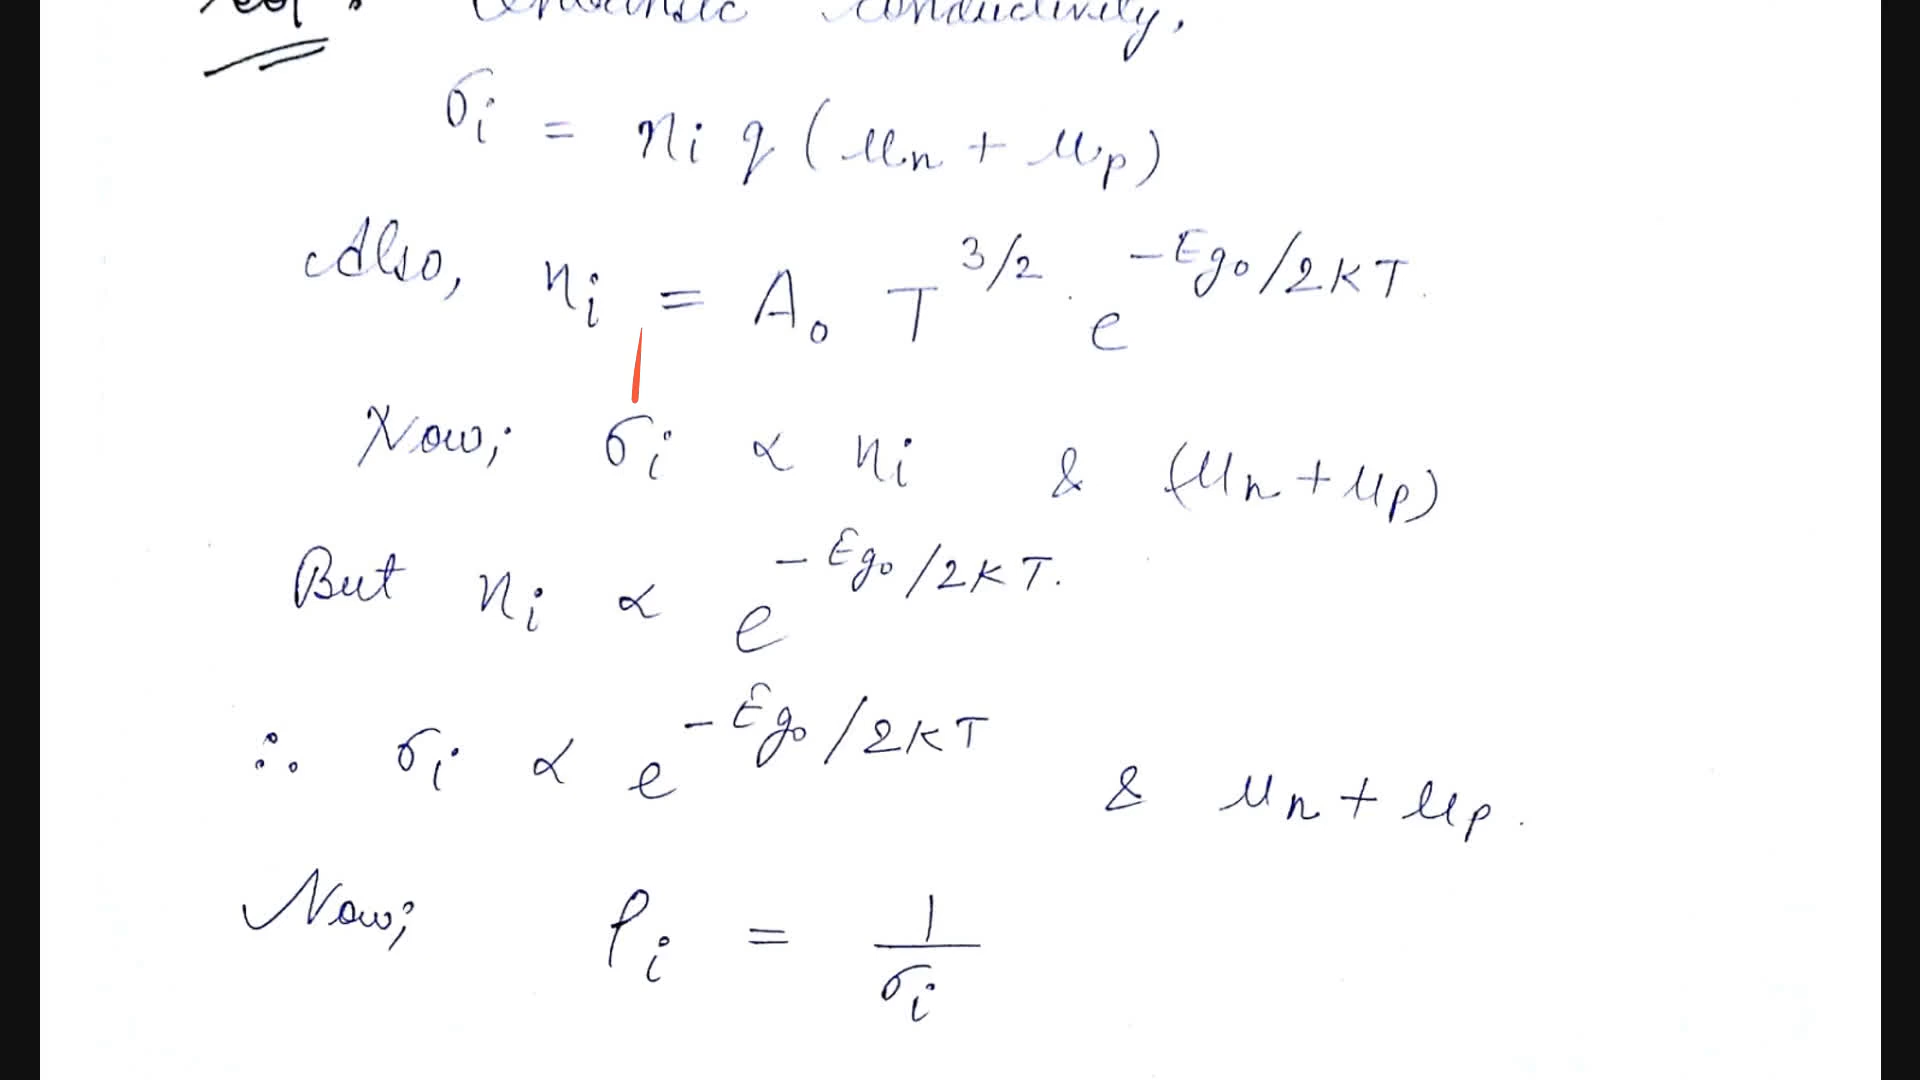 Intrinsic Conductivity,
σi = ni q (μn + μp)
Also, ni = A₀ T^3/2 . e^-Eg₀/2KT.
Now; σi ∝ ni & (μn + μp)
But ni ∝ e^-Eg₀/2KT.
∴ σi ∝ e^-Eg₀/2KT & μn + μp.
Now; ρi = 1/σi